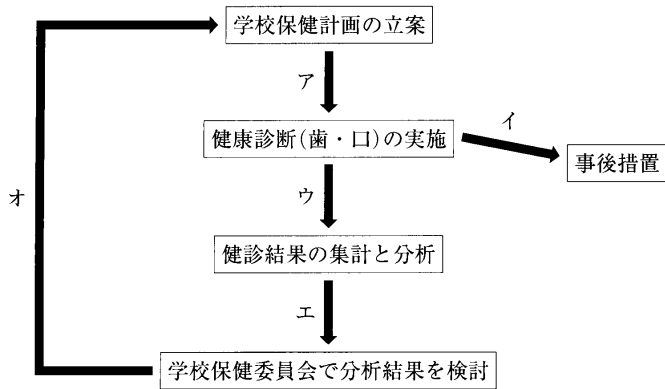 学校保健計画の立案
ア
健康診断(歯・口)の実施
イ
事後措置
ウ
オ
健診結果の集計と分析
エ
学校保健委員会で分析結果を検討